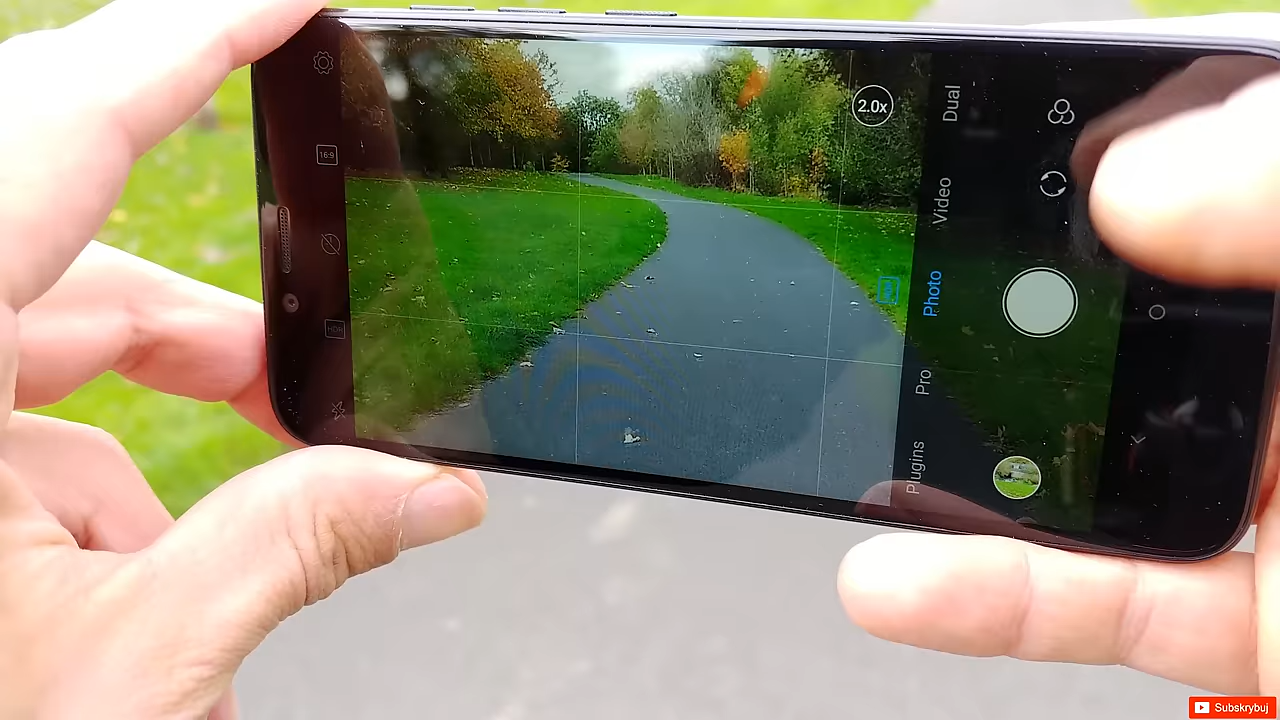 16:9
HDR
2.0x
Dual
Video
Photo
Pro
Plugins
Subskrybuj